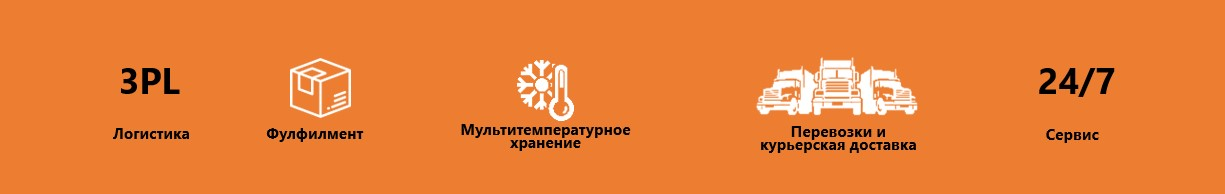 3PL
Логистика
Фулфилмент
Мультитемпературное
хранение
Перевозки и
курьерская доставка
24/7
Сервис